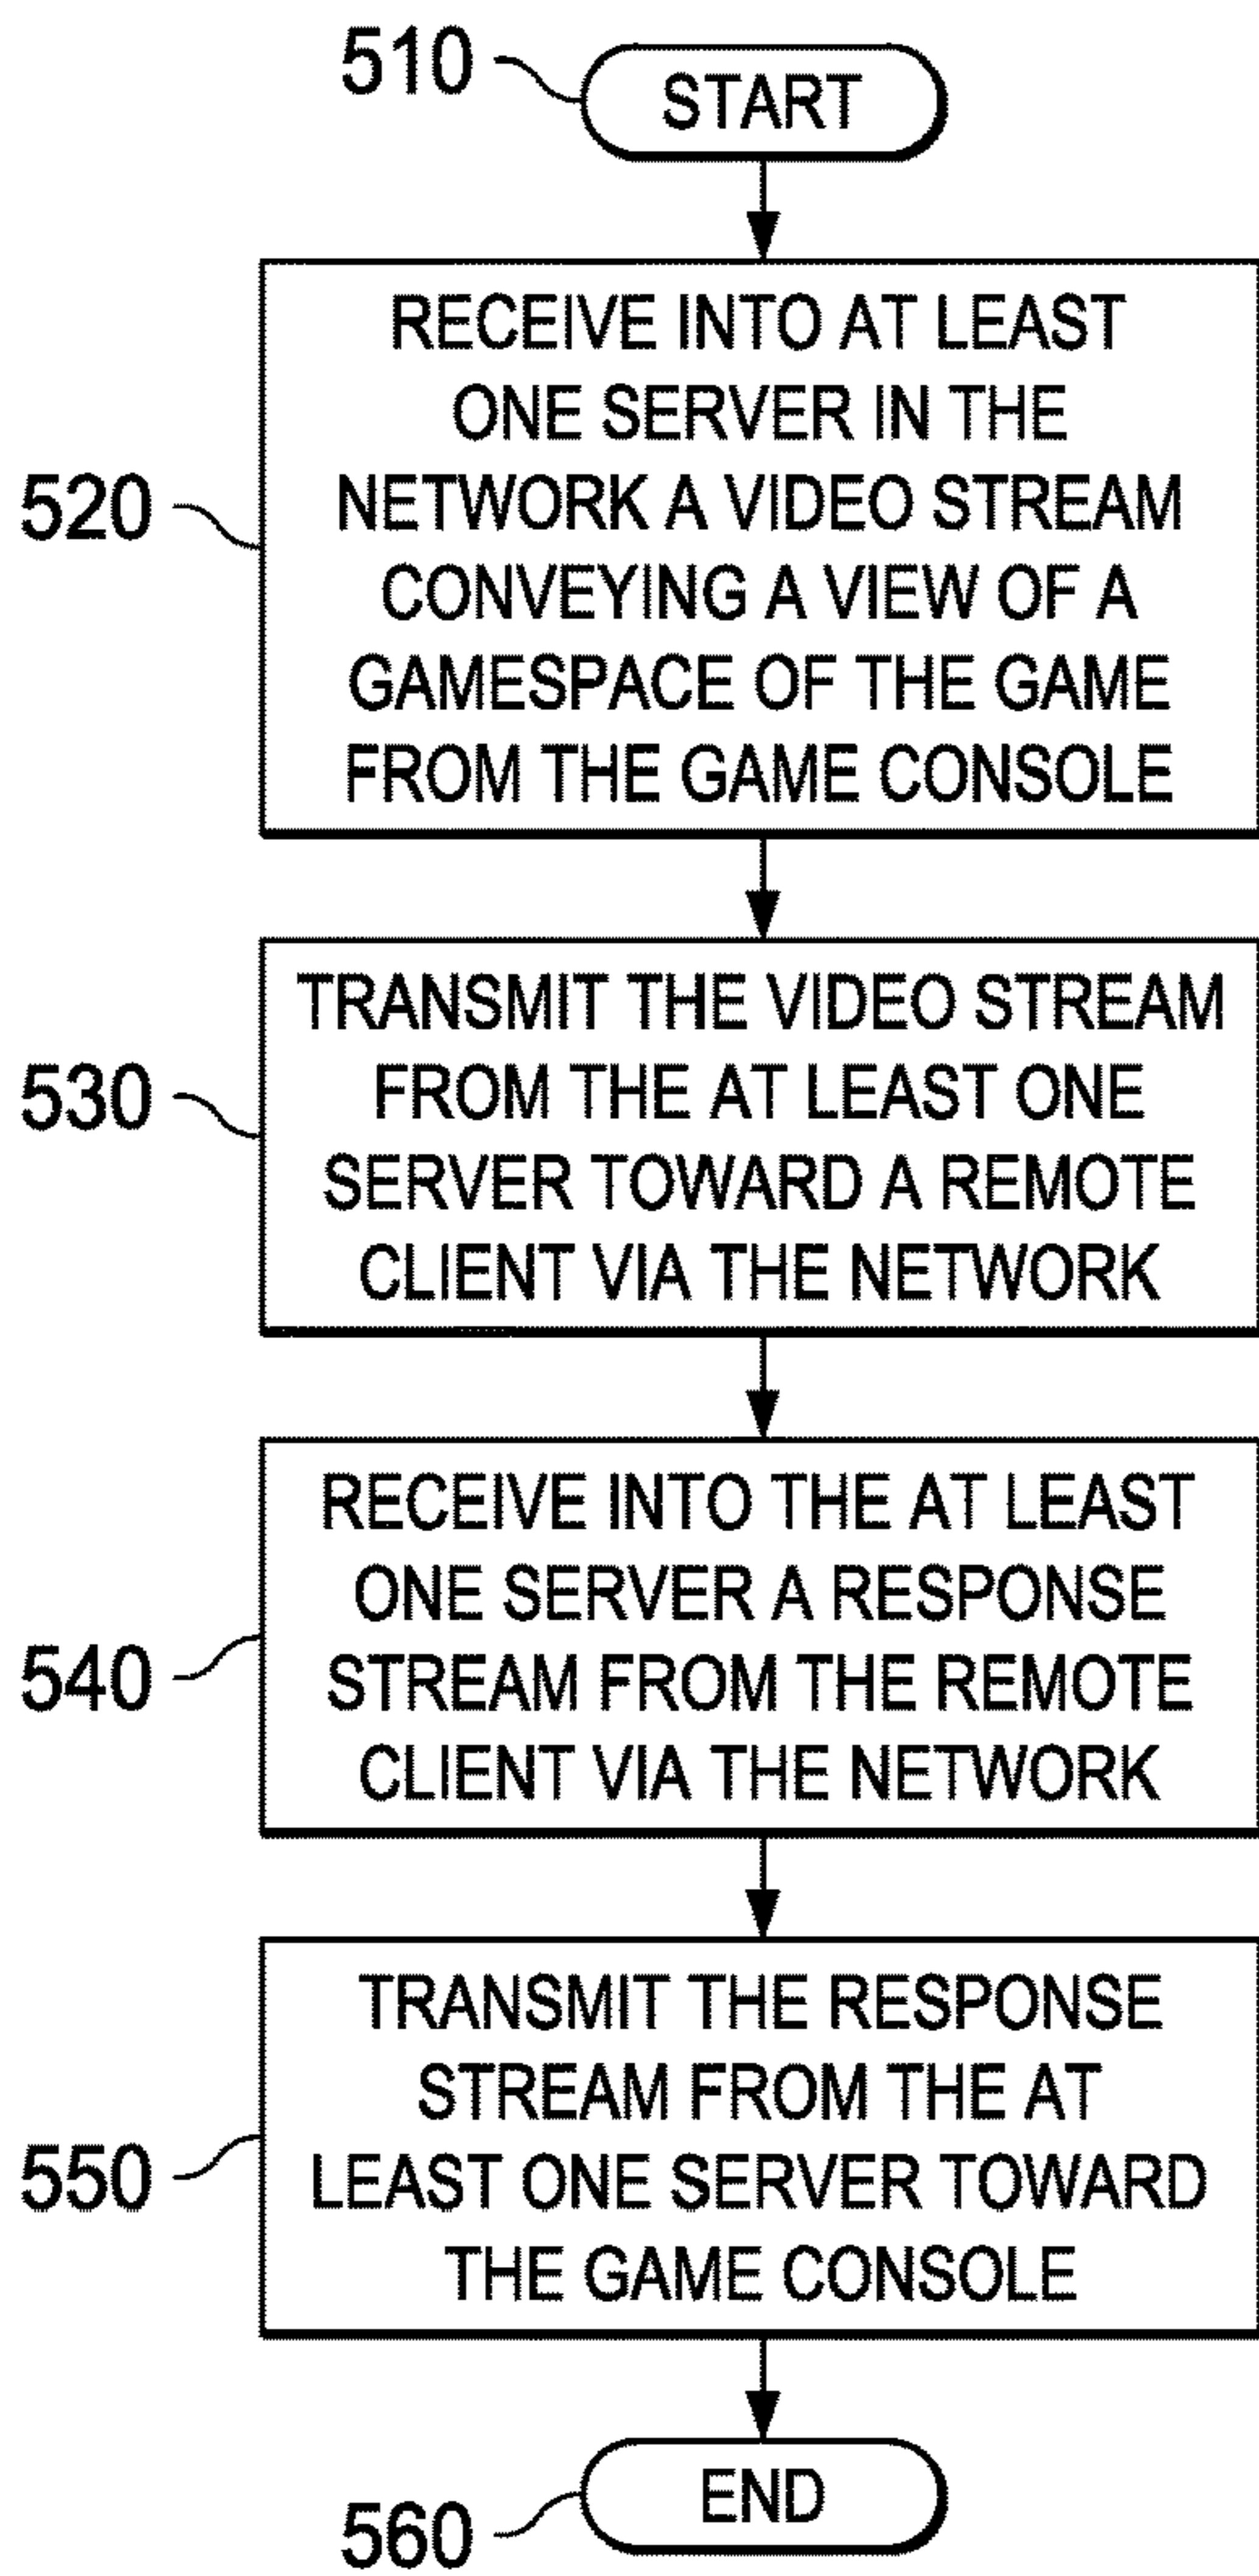 510
START
RECEIVE INTO AT LEAST
ONE SERVER IN THE
NETWORK A VIDEO STREAM
CONVEYING A VIEW OF A
GAMESPACE OF THE GAME
FROM THE GAME CONSOLE
520
TRANSMIT THE VIDEO STREAM
FROM THE AT LEAST ONE
SERVER TOWARD A REMOTE
CLIENT VIA THE NETWORK
530
RECEIVE INTO THE AT LEAST
ONE SERVER A RESPONSE
STREAM FROM THE REMOTE
CLIENT VIA THE NETWORK
540
TRANSMIT THE RESPONSE
STREAM FROM THE AT
LEAST ONE SERVER TOWARD
THE GAME CONSOLE
550
END
560